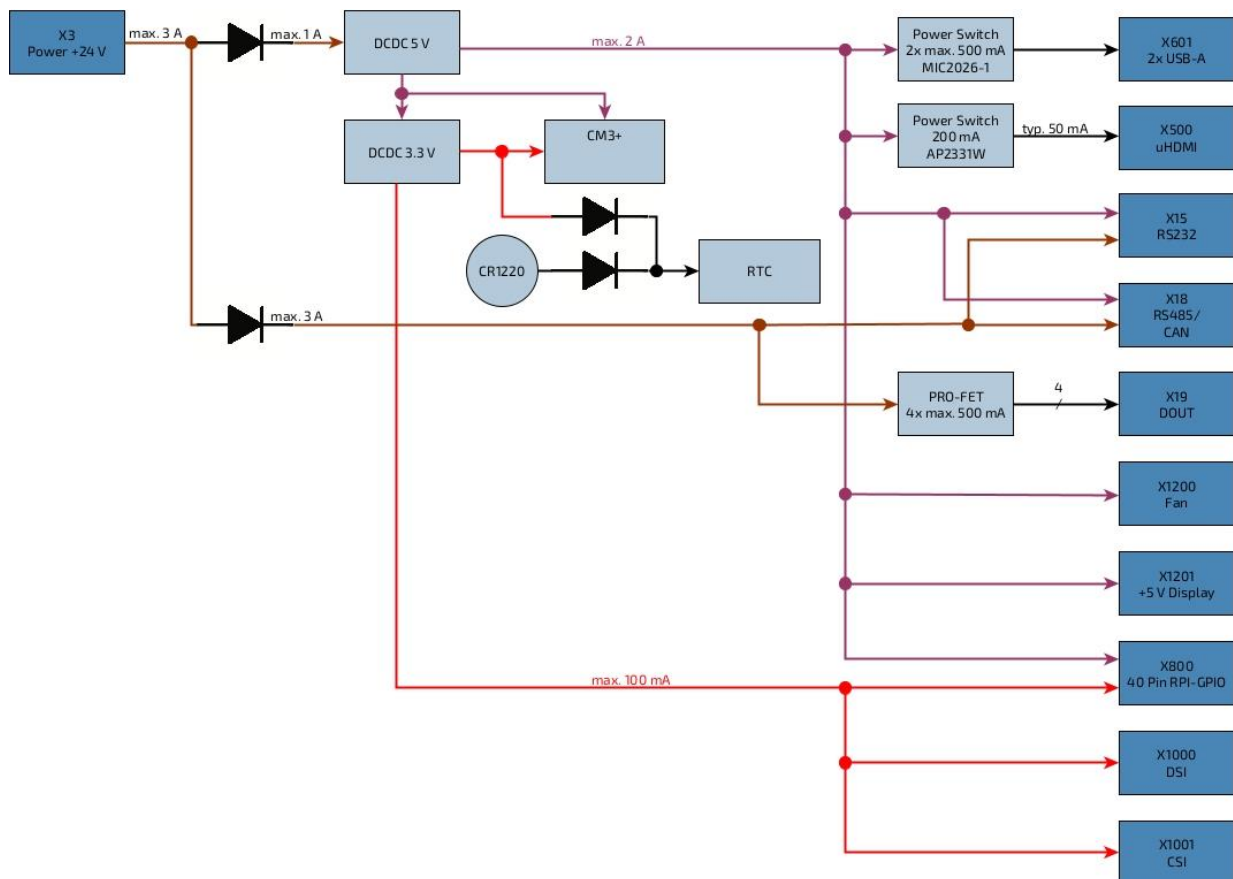 X3
Power +24 V
max. 3 A
max. 1 A
DCDC 5 V
max. 2 A
Power Switch
2x max. 500 mA
MIC2026-1
X601
2x USB-A
DCDC 3.3 V
CM3+
Power Switch
200 mA
AP2331W
typ. 50 mA
X500
uHDMI
X15
RS232
CR1220
RTC
max. 3 A
X18
RS485/
CAN
PRO-FET
4x max. 500 mA
4
X19
DOUT
X1200
Fan
X1201
+5 V Display
max. 100 mA
X800
40 Pin RPI-GPIO
X1000
DSI
X1001
CSI